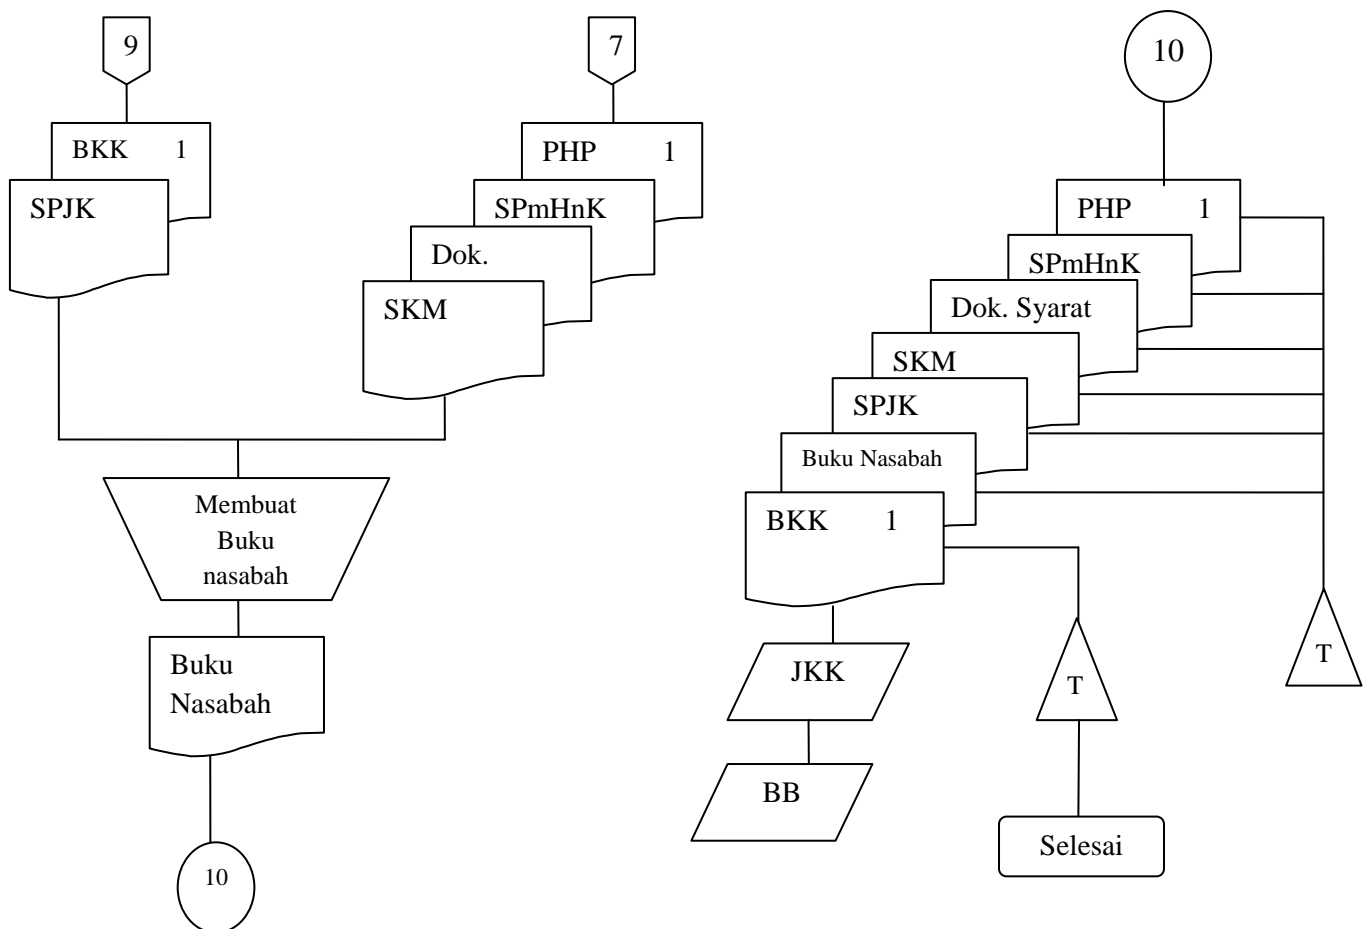 9
BKK 1
SPJK
7
PHP 1
SPmHnK
Dok.
SKM
Membuat
Buku
nasabah
Buku
Nasabah
10
10
PHP 1
SPmHnK
Dok. Syarat
SKM
SPJK
Buku Nasabah
BKK 1
JKK
BB
T
Selesai
T